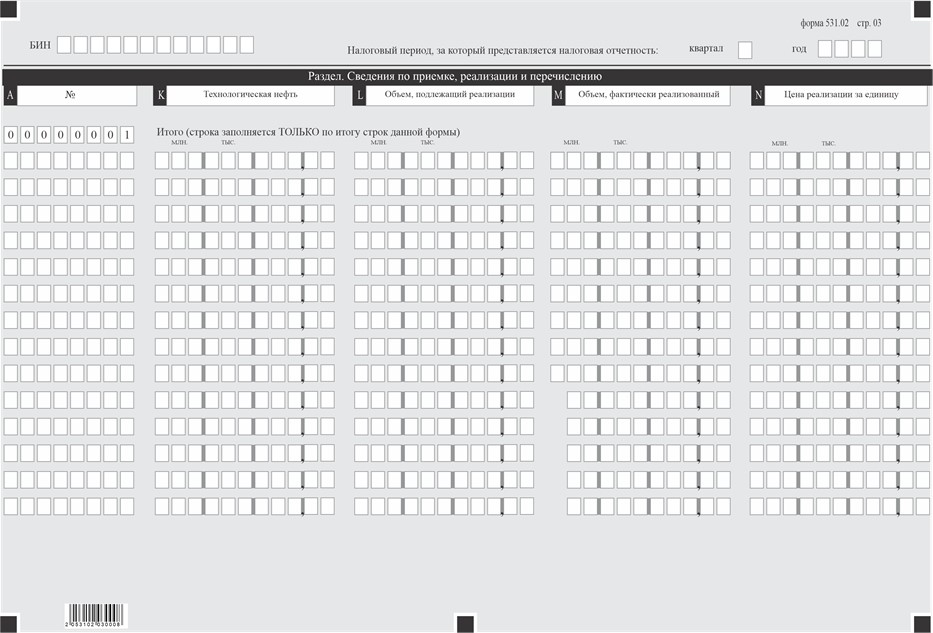 форма 531.02 стр. 03
БИН
Налоговый период, за который представляется налоговая отчетность: квартал год
Раздел. Сведения по приемке, реализации и перечислению
A № K Технологическая нефть L Объем, подлежащий реализации M Объем, фактически реализованный N Цена реализации за единицу
0 0 0 0 0 0 0 1 Итого (строка заполняется ТОЛЬКО по итогу строк данной формы)
МЛН. ТЫС. МЛН. ТЫС. МЛН. ТЫС. МЛН. ТЫС.
2053102030008